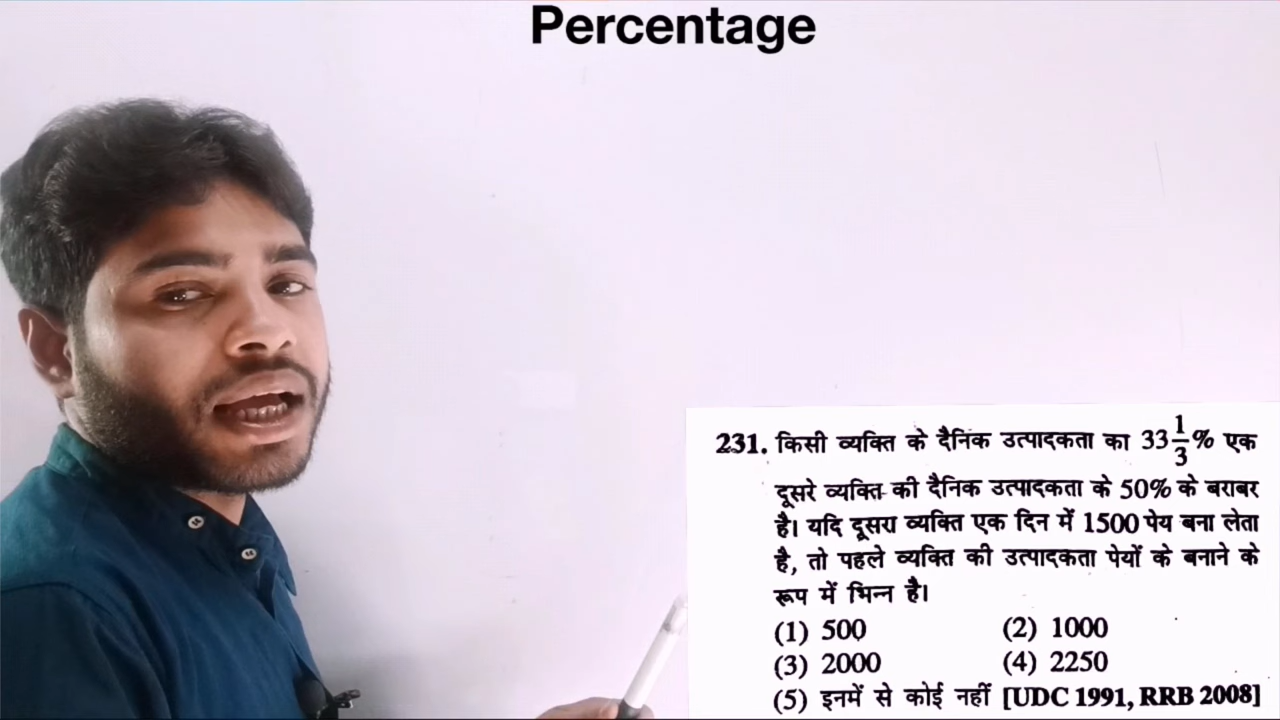 Percentage
231. किसी व्यक्ति के दैनिक उत्पादकता का 33 1/3% एक
दूसरे व्यक्ति की दैनिक उत्पादकता के 50% के बराबर
है। यदि दूसरा व्यक्ति एक दिन में 1500 पेय बना लेता
है, तो पहले व्यक्ति की उत्पादकता पेयों के बनाने के
रूप में भिन्न है।
(1) 500 (2) 1000
(3) 2000 (4) 2250
(5) इनमें से कोई नहीं [UDC 1991, RRB 2008]